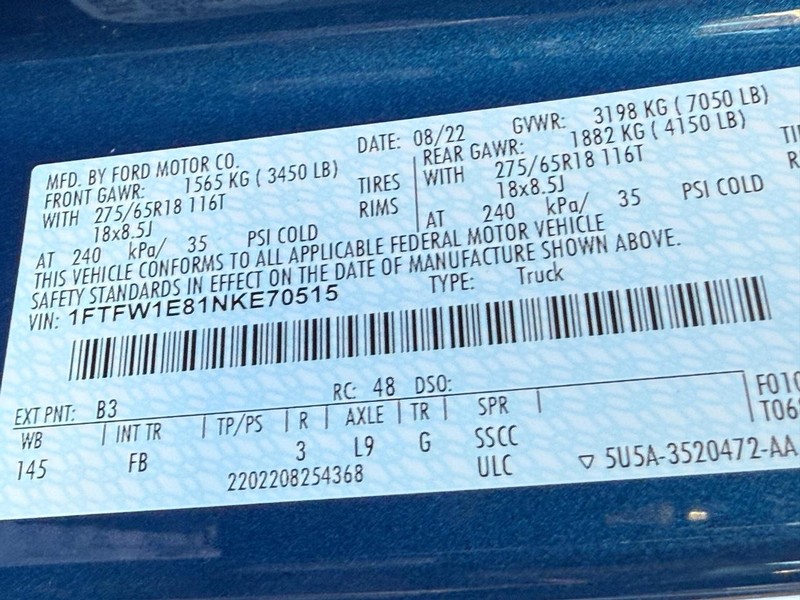 MFD. BY FORD MOTOR CO. DATE: 08/22 GVWR: 3198 KG ( 7050 LB)
FRONT GAWR: 1565 KG ( 3450 LB) REAR GAWR: 1882 KG ( 4150 LB)
WITH 275/65R18 116T TIRES WITH 275/65R18 116T
18x8.5J RIMS 18x8.5J
AT 240 kPa/ 35 PSI COLD AT 240 kPa/ 35 PSI COLD
THIS VEHICLE CONFORMS TO ALL APPLICABLE FEDERAL MOTOR VEHICLE
SAFETY STANDARDS IN EFFECT ON THE DATE OF MANUFACTURE SHOWN ABOVE.
VIN: 1FTFW1E81NKE70515 TYPE: Truck
EXT PNT: B3 RC: 48 DSO:
WB INT TR TP/PS R AXLE TR SPR
145 FB 3 L9 G SSCC
2202208254368 ULC ▽ 5U5A-3520472-AA